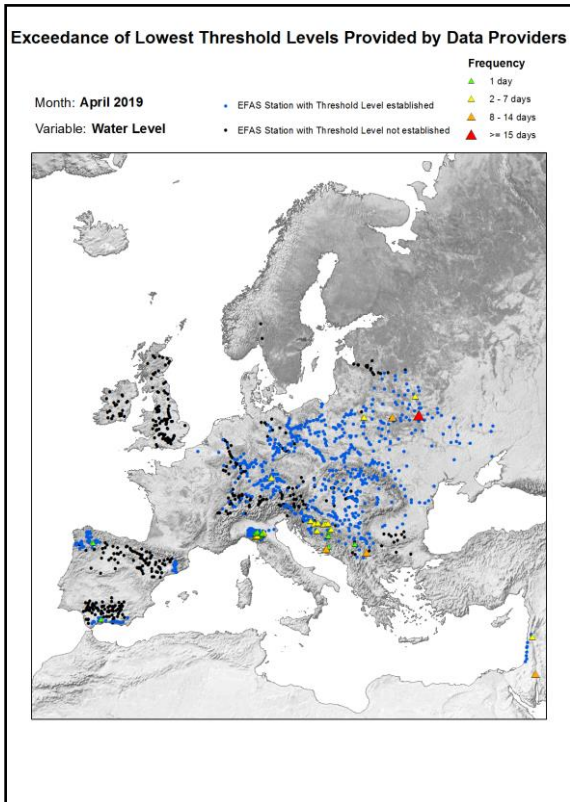 Exceedance of Lowest Threshold Levels Provided by Data Providers
Frequency
1 day
2 - 7 days
8 - 14 days
>= 15 days
Month: April 2019
Variable: Water Level
EFAS Station with Threshold Level established
EFAS Station with Threshold Level not established